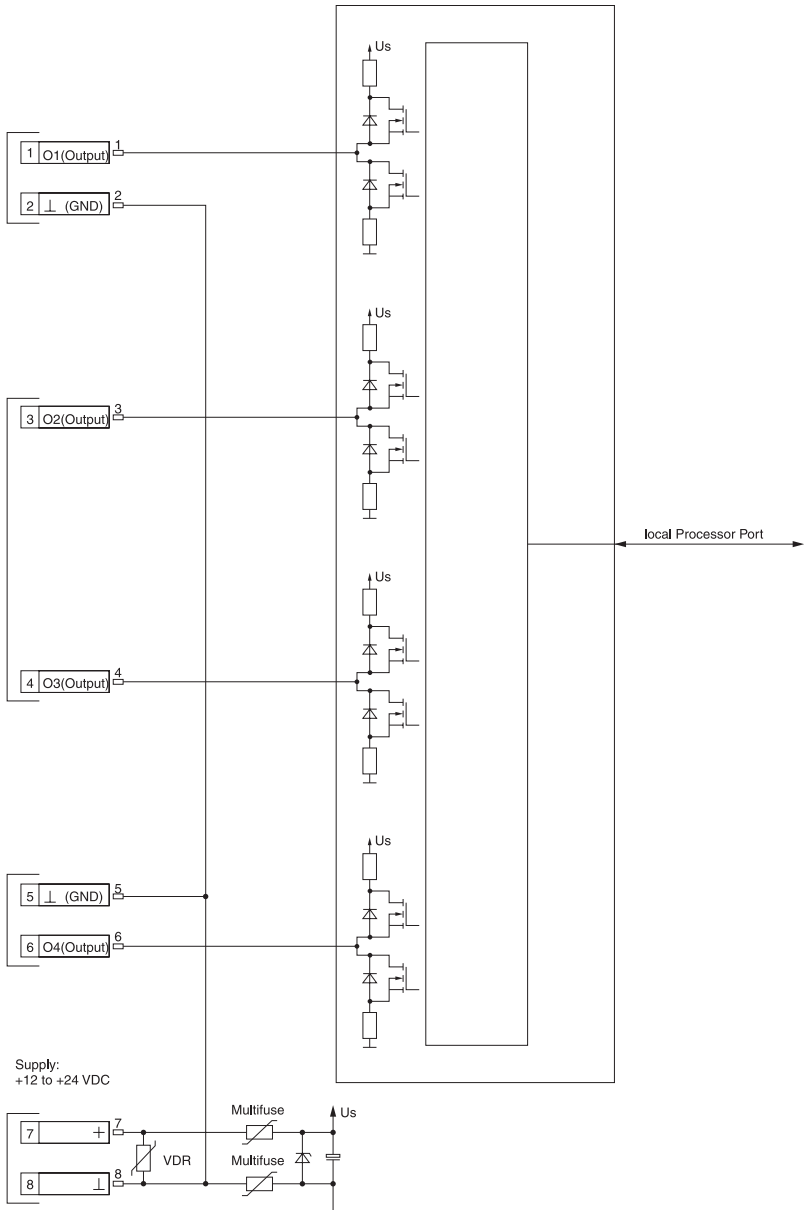 Us
1
1 O1(Output)
2
2 ⊥ (GND)
Us
3
3 O2(Output)
local Processor Port
Us
4
4 O3(Output)
Us
5
5 ⊥ (GND)
6
6 O4(Output)
Supply:
+12 to +24 VDC
Multifuse
Us
7
7 +
VDR
Multifuse
8
8 ⊥